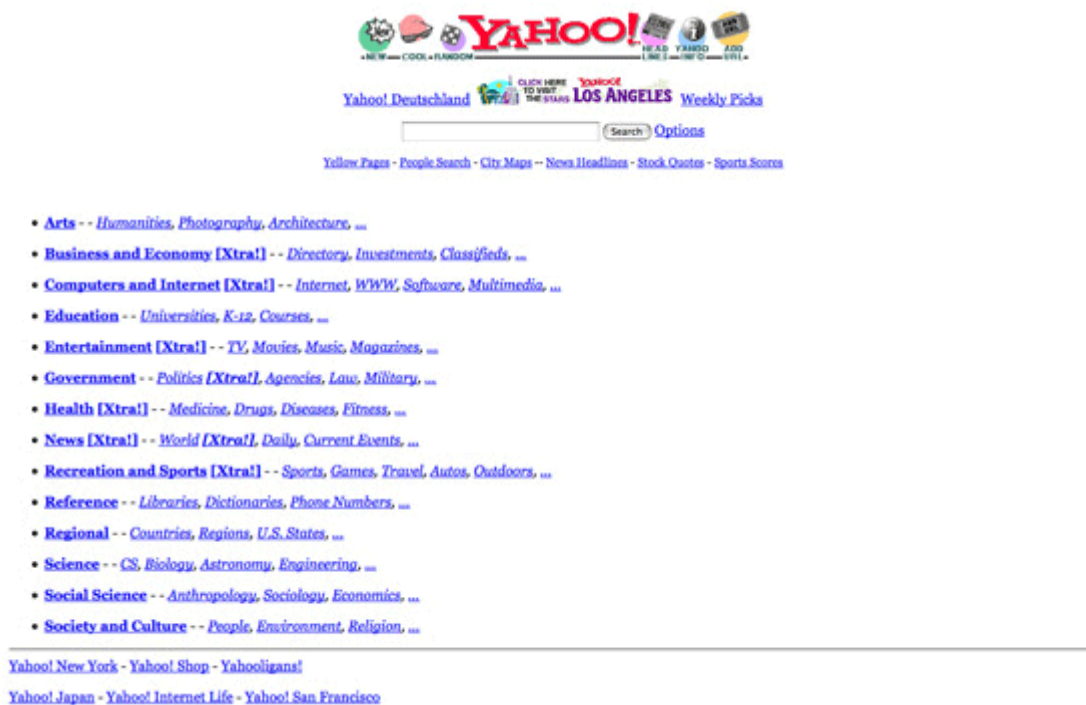 YAHOO!
NEW COOL RANDOM HEAD LINES YAHOO INFO ADD URL
Yahoo! Deutschland CLICK HERE TO VISIT THE STARS YAHOO! LOS ANGELES Weekly Picks
Search Options
Yellow Pages - People Search - City Maps -- News Headlines - Stock Quotes - Sports Scores
• Arts - - Humanities, Photography, Architecture, ...
• Business and Economy [Xtra!] - - Directory, Investments, Classifieds, ...
• Computers and Internet [Xtra!] - - Internet, WWW, Software, Multimedia, ...
• Education - - Universities, K-12, Courses, ...
• Entertainment [Xtra!] - - TV, Movies, Music, Magazines, ...
• Government - - Politics [Xtra!], Agencies, Law, Military, ...
• Health [Xtra!] - - Medicine, Drugs, Diseases, Fitness, ...
• News [Xtra!] - - World [Xtra!], Daily, Current Events, ...
• Recreation and Sports [Xtra!] - - Sports, Games, Travel, Autos, Outdoors, ...
• Reference - - Libraries, Dictionaries, Phone Numbers, ...
• Regional - - Countries, Regions, U.S. States, ...
• Science - - CS, Biology, Astronomy, Engineering, ...
• Social Science - - Anthropology, Sociology, Economics, ...
• Society and Culture - - People, Environment, Religion, ...
Yahoo! New York - Yahoo! Shop - Yahooligans!
Yahoo! Japan - Yahoo! Internet Life - Yahoo! San Francisco